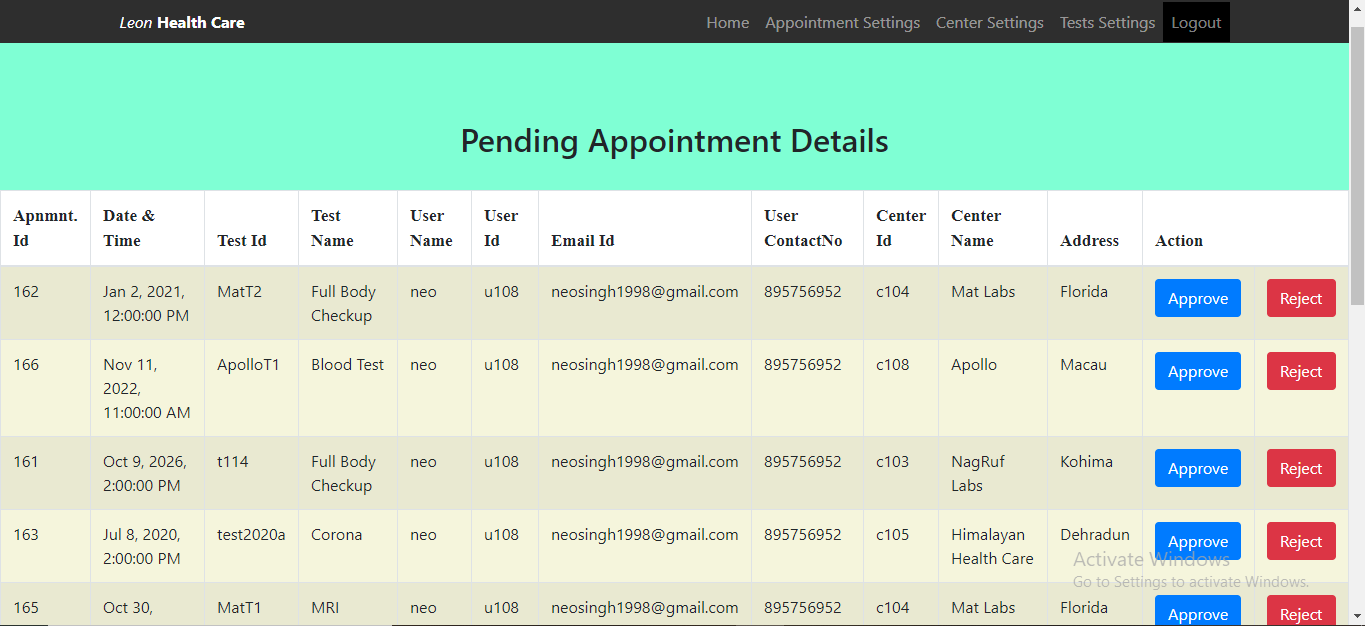 Leon Health Care Home Appointment Settings Center Settings Tests Settings Logout
Pending Appointment Details
Apnmnt. Id Date & Time Test Id Test Name User Name User Id Email Id User ContactNo Center Id Center Name Address Action
162 Jan 2, 2021, 12:00:00 PM MatT2 Full Body Checkup neo u108 neosingh1998@gmail.com 895756952 c104 Mat Labs Florida Approve Reject
166 Nov 11, 2022, 11:00:00 AM ApolloT1 Blood Test neo u108 neosingh1998@gmail.com 895756952 c108 Apollo Macau Approve Reject
161 Oct 9, 2026, 2:00:00 PM t114 Full Body Checkup neo u108 neosingh1998@gmail.com 895756952 c103 NagRuf Labs Kohima Approve Reject
163 Jul 8, 2020, 2:00:00 PM test2020a Corona neo u108 neosingh1998@gmail.com 895756952 c105 Himalayan Health Care Dehradun Approve Reject
165 Oct 30, MatT1 MRI neo u108 neosingh1998@gmail.com 895756952 c104 Mat Labs Florida Approve Reject
Activate Windows
Go to Settings to activate Windows.